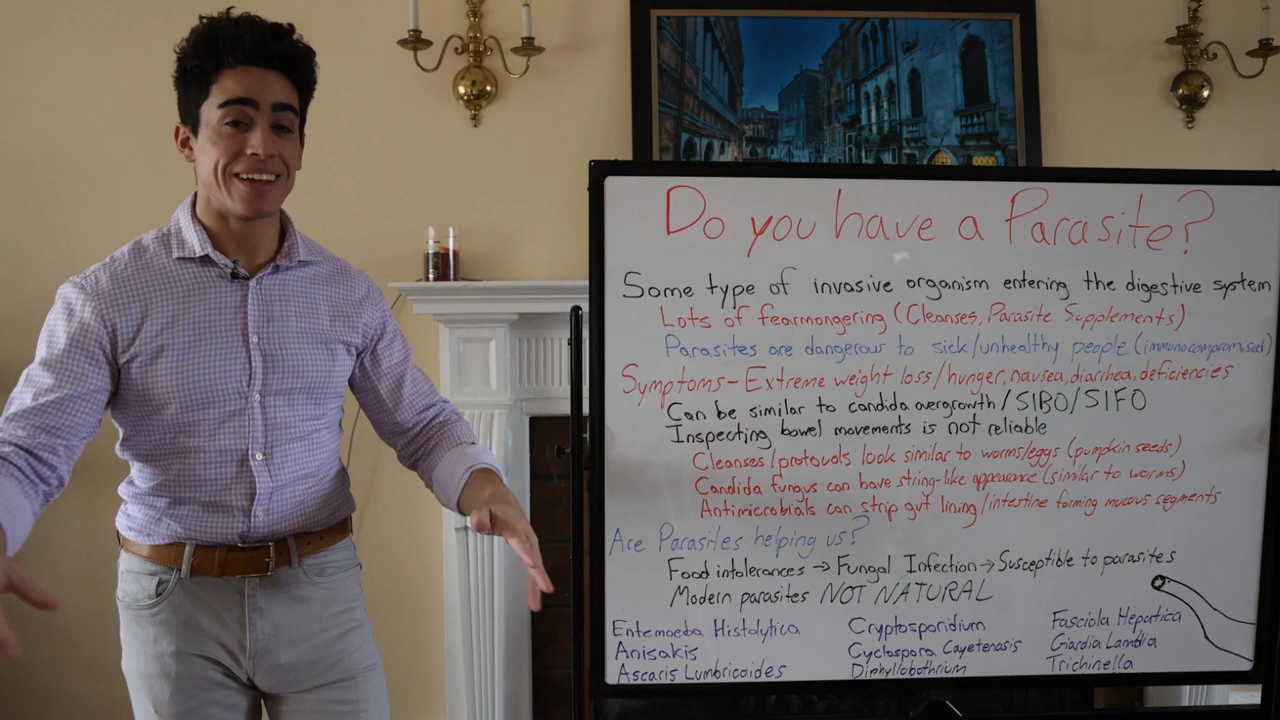 Do you have a Parasite?
Some type of invasive organism entering the digestive system
Lots of fearmongering (Cleanses, Parasite Supplements)
Parasites are dangerous to sick/unhealthy people (immunocompromised)
Symptoms- Extreme weight loss/hunger, nausea, diarrhea, deficiencies
Can be similar to candida overgrowth/SIBO/SIFO
Inspecting bowel movements is not reliable
Cleanses/protocols look similar to worms/eggs (pumpkin seeds)
Candida fungus can have string-like appearance (similar to worms)
Antimicrobials can strip gut lining/intestine forming mucous segments
Are Parasites helping us?
Food intolerances → Fungal Infection → Susceptible to parasites
Modern parasites NOT NATURAL
Entemoeba Histolytica Cryptosporidium Fasciola Hepatica
Anisakis Cyclospora Cayetenasis Giardia Lamblia
Ascaris Lumbricoides Diphyllobothrium Trichinella